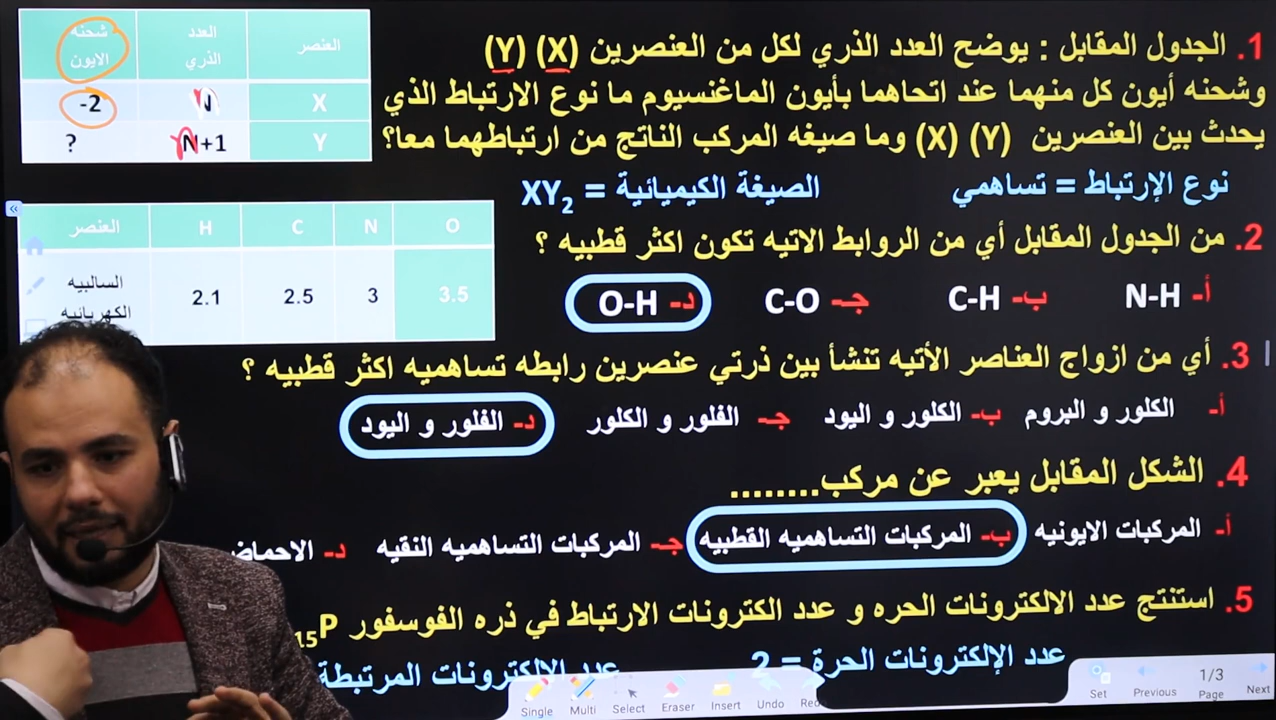 1. الجدول المقابل : يوضح العدد الذري لكل من العنصرين (X) (Y)
وشحنه أيون كل منهما عند اتحاهما بأيون الماغنسيوم ما نوع الارتباط الذي
يحدث بين العنصرين (Y) (X) وما صيغه المركب الناتج من ارتباطهما معا؟
نوع الإرتباط = تساهمي الصيغة الكيميائية = XY2
العنصر العدد الذري شحنه الايون
X N -2
Y N+1 ?
2. من الجدول المقابل أي من الروابط الاتيه تكون اكثر قطبيه ؟
أ- N-H ب- C-H جـ- C-O د- O-H
O N C H العنصر
3.5 3 2.5 2.1 السالبيه الكهربائيه
3. أي من ازواج العناصر الأتيه تنشأ بين ذرتي عنصرين رابطه تساهميه اكثر قطبيه ؟
أ- الكلور و البروم ب- الكلور و اليود جـ- الفلور و الكلور د- الفلور و اليود
4. الشكل المقابل يعبر عن مركب........
أ- المركبات الايونيه ب- المركبات التساهميه القطبيه جـ- المركبات التساهميه النقيه د- الاحماض
5. استنتج عدد الالكترونات الحره و عدد الكترونات الارتباط في ذره الفوسفور 15P
عدد الإلكترونات الحرة = 2 عدد الإلكترونات المرتبطة
Single Multi Select Eraser Insert Undo Set Previous 1/3 Page Next